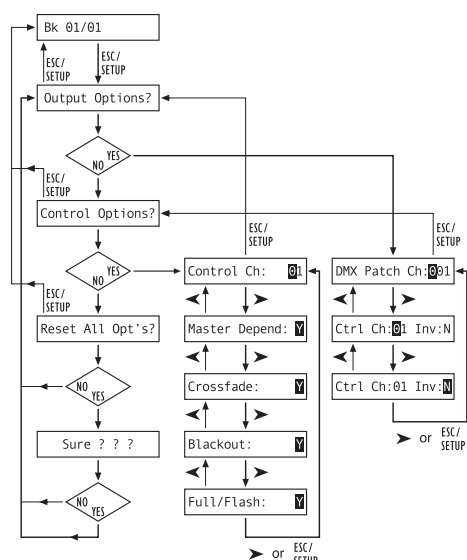 Bk 01/01
ESC/
SETUP
ESC/
SETUP
Output Options?
YES
NO
ESC/
SETUP
Control Options?
ESC/
SETUP
ESC/
SETUP
YES
NO
Control Ch: 01
DMX Patch Ch:001
ESC/
SETUP
Reset All Opt's?
Master Depend: Y
Ctrl Ch:01 Inv:N
NO
YES
Crossfade: Y
Ctrl Ch:01 Inv:N
Sure ? ? ?
Blackout: Y
or ESC/
SETUP
NO
YES
Full/Flash: Y
or ESC/
SETUP